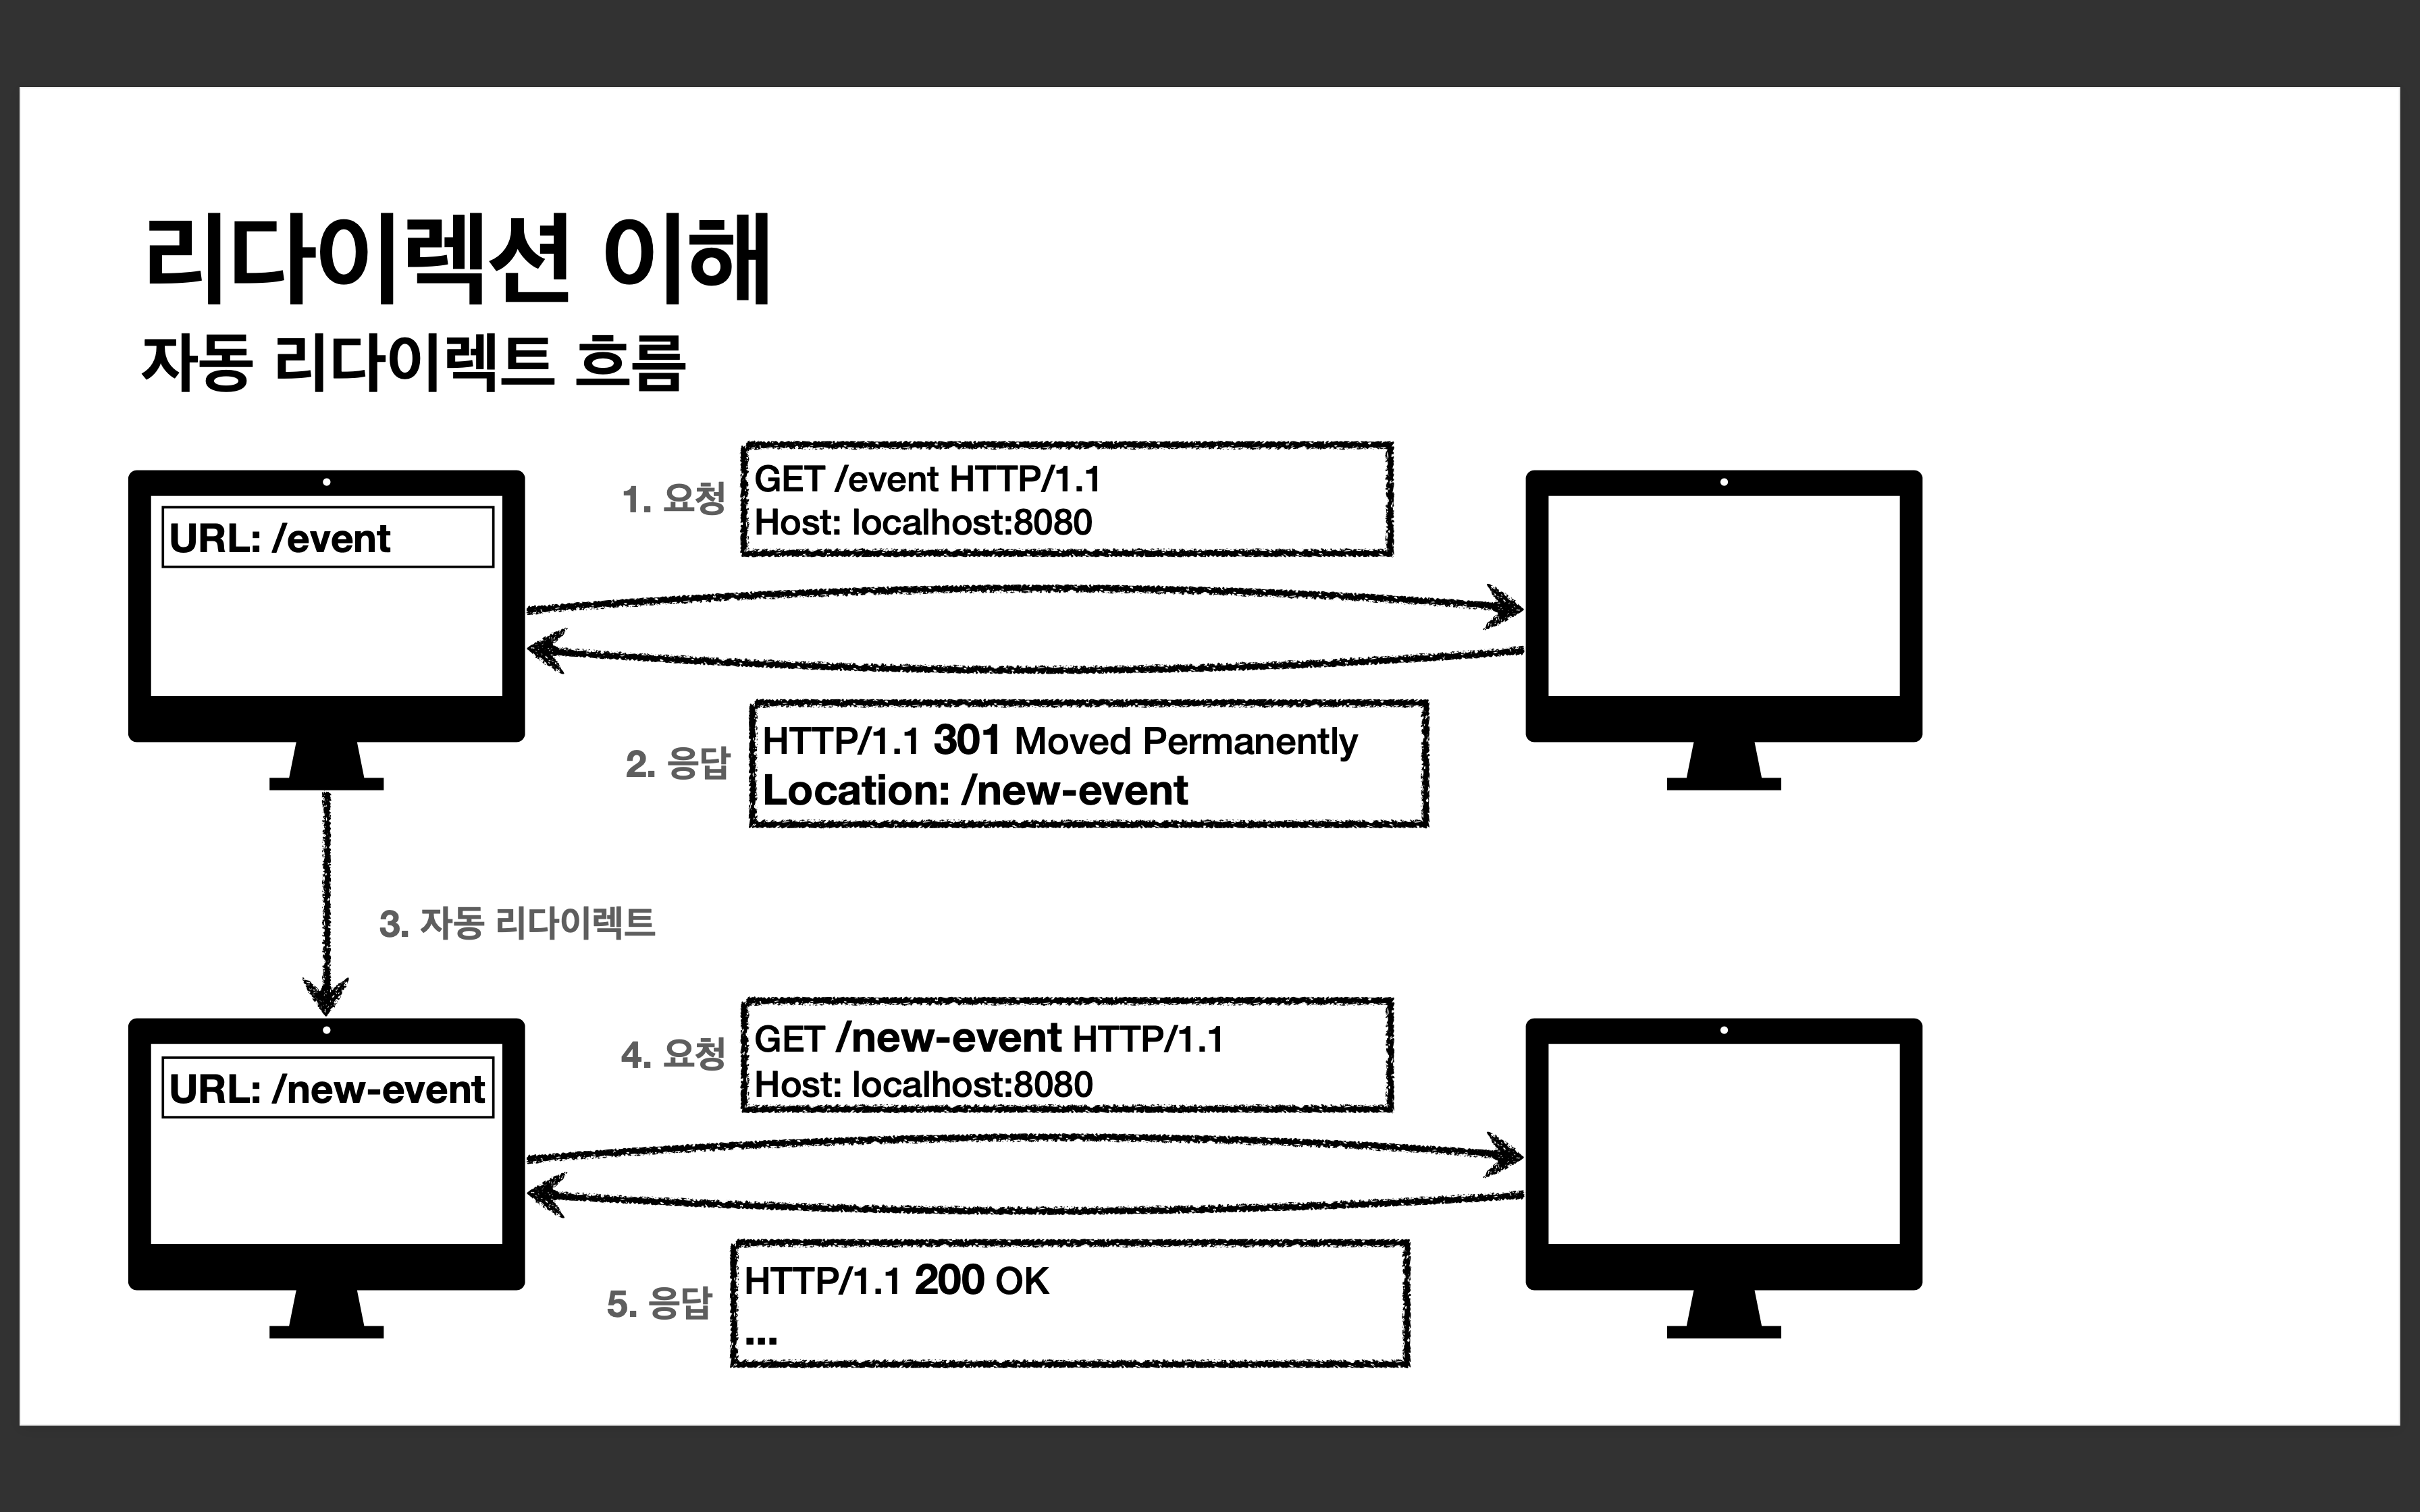 리다이렉션 이해
자동 리다이렉트 흐름
URL: /event
1. 요청
GET /event HTTP/1.1
Host: localhost:8080
2. 응답
HTTP/1.1 301 Moved Permanently
Location: /new-event
3. 자동 리다이렉트
URL: /new-event
4. 요청
GET /new-event HTTP/1.1
Host: localhost:8080
5. 응답
HTTP/1.1 200 OK
...